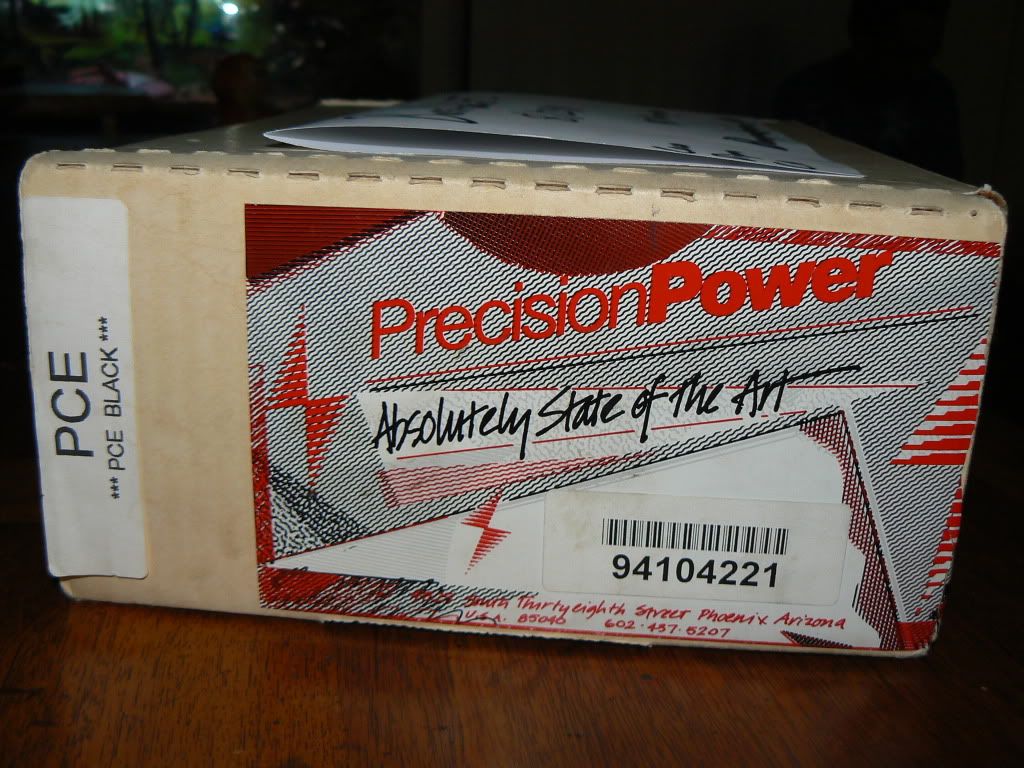 PCE
*** PCE BLACK ***
PrecisionPower
Absolutely State of the Art
94104221
South Thirtyeighth Street Phoenix Arizona
U.S.A. 85040 602·437·5207